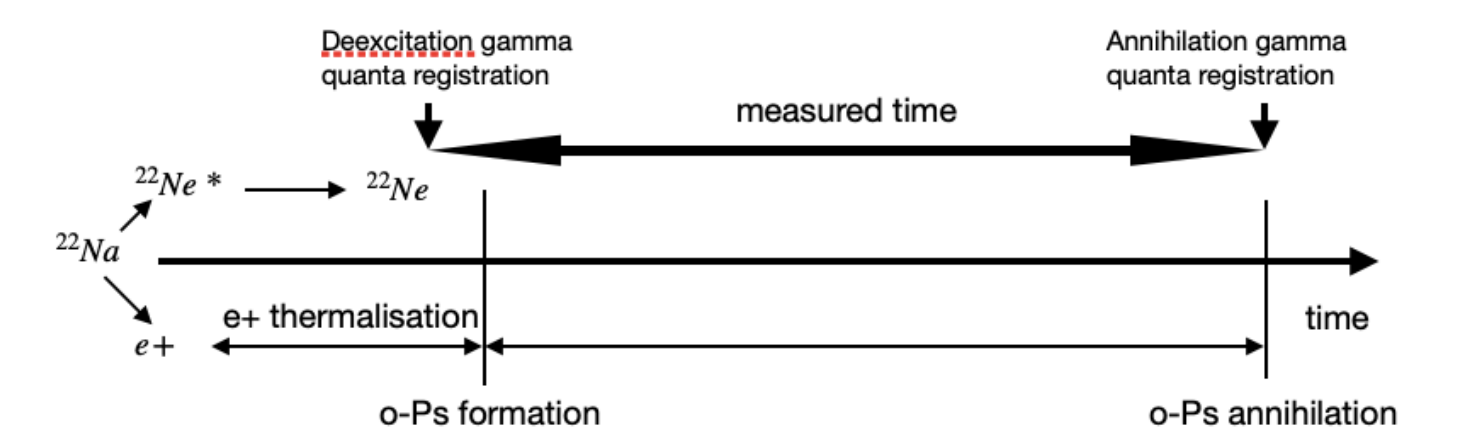 Deexcitation gamma
quanta registration
Annihilation gamma
quanta registration
measured time
²²Ne *
²²Ne
²²Na
e+ thermalisation
time
e+
o-Ps formation
o-Ps annihilation